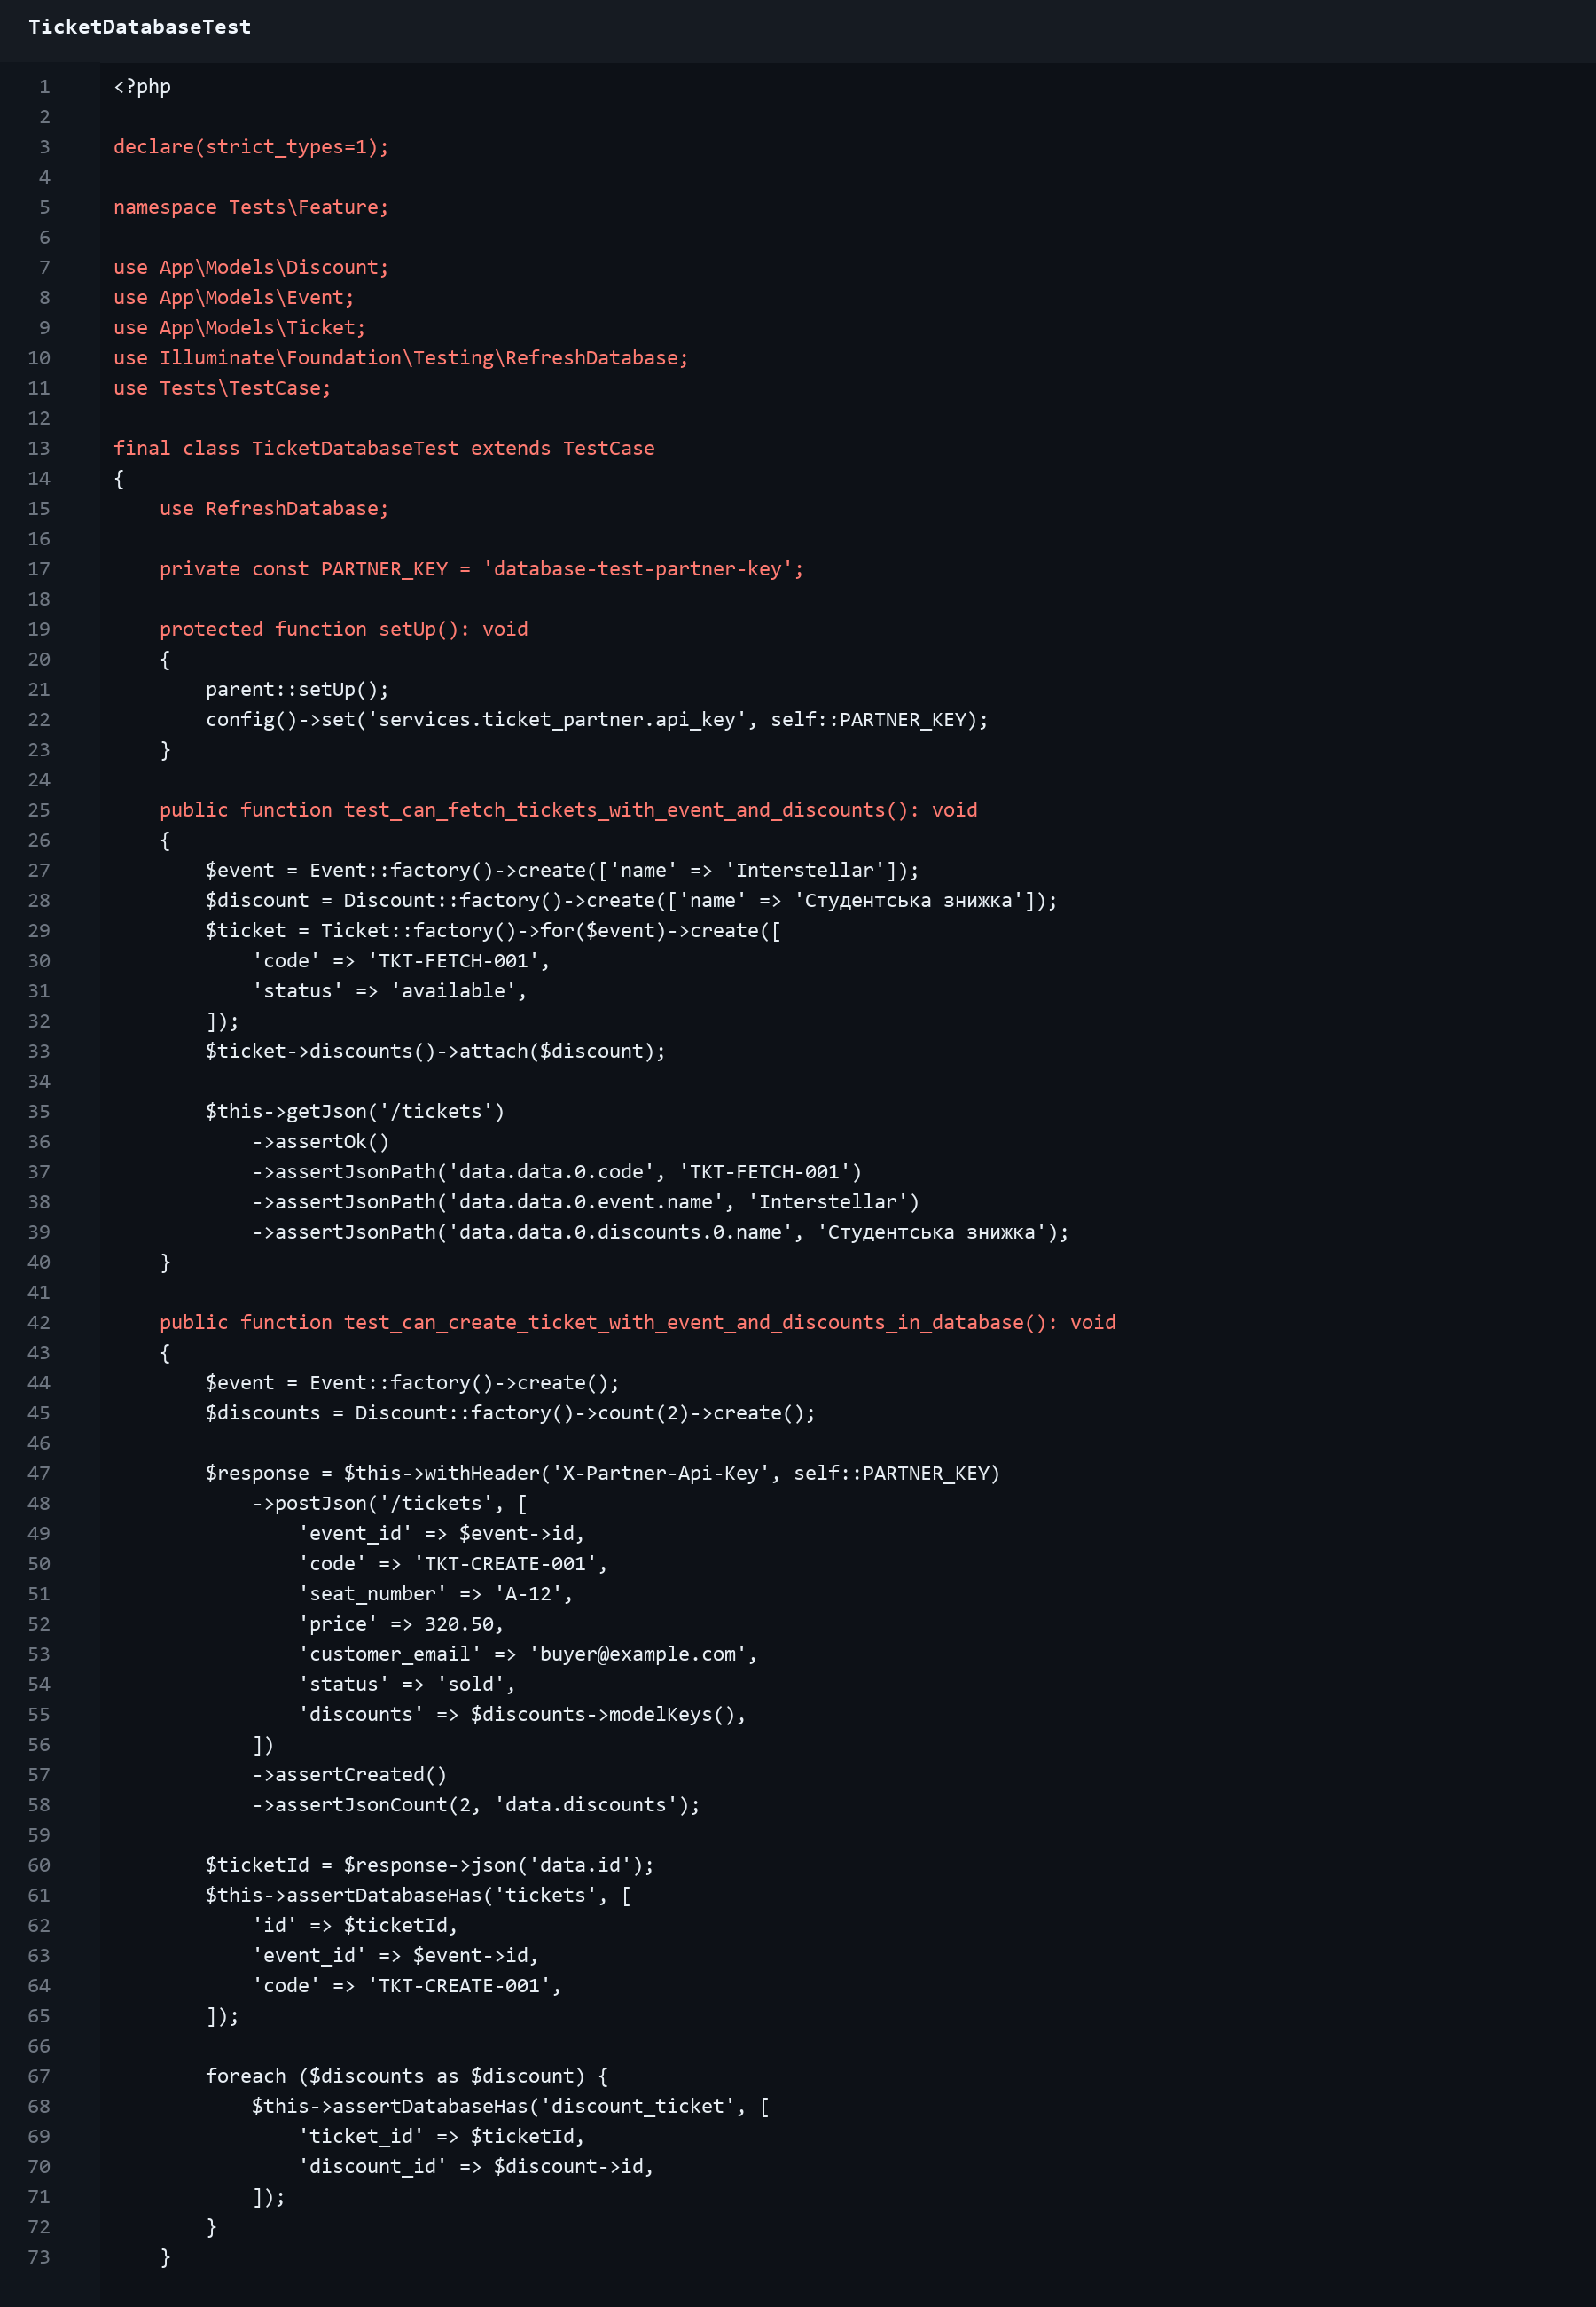 TicketDatabaseTest
1 <?php
2
3 declare(strict_types=1);
4
5 namespace Tests\Feature;
6
7 use App\Models\Discount;
8 use App\Models\Event;
9 use App\Models\Ticket;
10 use Illuminate\Foundation\Testing\RefreshDatabase;
11 use Tests\TestCase;
12
13 final class TicketDatabaseTest extends TestCase
14 {
15     use RefreshDatabase;
16
17     private const PARTNER_KEY = 'database-test-partner-key';
18
19     protected function setUp(): void
20     {
21         parent::setUp();
22         config()->set('services.ticket_partner.api_key', self::PARTNER_KEY);
23     }
24
25     public function test_can_fetch_tickets_with_event_and_discounts(): void
26     {
27         $event = Event::factory()->create(['name' => 'Interstellar']);
28         $discount = Discount::factory()->create(['name' => 'Студентська знижка']);
29         $ticket = Ticket::factory()->for($event)->create([
30             'code' => 'TKT-FETCH-001',
31             'status' => 'available',
32         ]);
33         $ticket->discounts()->attach($discount);
34
35         $this->getJson('/tickets')
36             ->assertOk()
37             ->assertJsonPath('data.data.0.code', 'TKT-FETCH-001')
38             ->assertJsonPath('data.data.0.event.name', 'Interstellar')
39             ->assertJsonPath('data.data.0.discounts.0.name', 'Студентська знижка');
40     }
41
42     public function test_can_create_ticket_with_event_and_discounts_in_database(): void
43     {
44         $event = Event::factory()->create();
45         $discounts = Discount::factory()->count(2)->create();
46
47         $response = $this->withHeader('X-Partner-Api-Key', self::PARTNER_KEY)
48             ->postJson('/tickets', [
49                 'event_id' => $event->id,
50                 'code' => 'TKT-CREATE-001',
51                 'seat_number' => 'A-12',
52                 'price' => 320.50,
53                 'customer_email' => 'buyer@example.com',
54                 'status' => 'sold',
55                 'discounts' => $discounts->modelKeys(),
56             ])
57             ->assertCreated()
58             ->assertJsonCount(2, 'data.discounts');
59
60         $ticketId = $response->json('data.id');
61         $this->assertDatabaseHas('tickets', [
62             'id' => $ticketId,
63             'event_id' => $event->id,
64             'code' => 'TKT-CREATE-001',
65         ]);
66
67         foreach ($discounts as $discount) {
68             $this->assertDatabaseHas('discount_ticket', [
69                 'ticket_id' => $ticketId,
70                 'discount_id' => $discount->id,
71             ]);
72         }
73     }